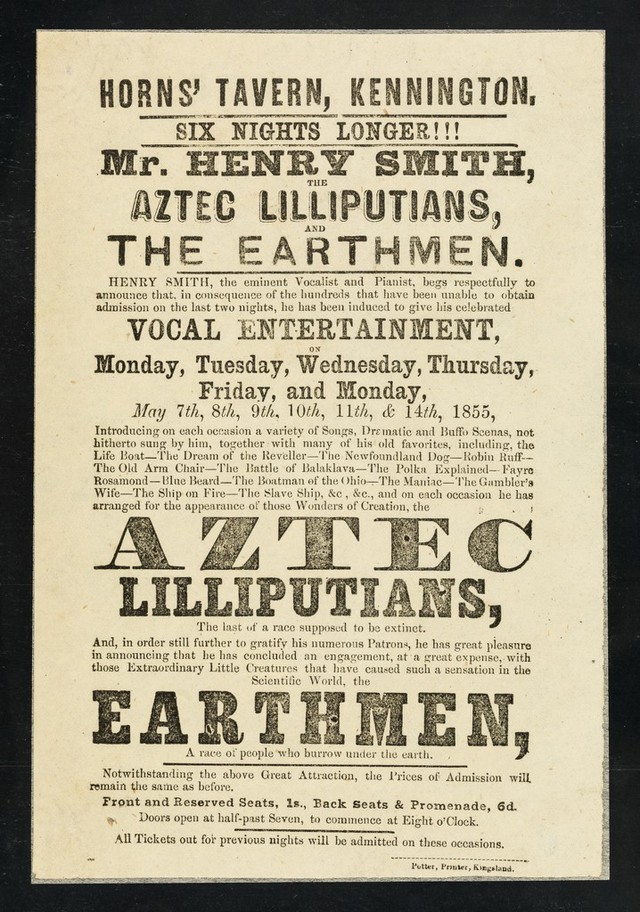 HORNS' TAVERN, KENNINGTON.
SIX NIGHTS LONGER!!!
Mr. HENRY SMITH,
THE
AZTEC LILLIPUTIANS,
AND
THE EARTHMEN.
HENRY SMITH, the eminent Vocalist and Pianist, begs respectfully to
announce that, in consequence of the hundreds that have been unable to obtain
admission on the last two nights, he has been induced to give his celebrated
VOCAL ENTERTAINMENT,
ON
Monday, Tuesday, Wednesday, Thursday,
Friday, and Monday,
May 7th, 8th, 9th, 10th, 11th, & 14th, 1855,
Introducing on each occasion a variety of Songs, Dramatic and Buffo Scenas, not
hitherto sung by him, together with many of his old favorites, including, the
Life Boat—The Dream of the Reveller—The Newfoundland Dog—Robin Ruff—
The Old Arm Chair—The Battle of Balaklava—The Polka Explained—Fayre
Rosamond—Blue Beard—The Boatman of the Ohio—The Maniac—The Gambler's
Wife—The Ship on Fire—The Slave Ship, &c, &c., and on each occasion he has
arranged for the appearance of those Wonders of Creation, the
AZTEC
LILLIPUTIANS,
The last of a race supposed to be extinct.
And, in order still further to gratify his numerous Patrons, he has great pleasure
in announcing that he has concluded an engagement, at a great expense, with
those Extraordinary Little Creatures that have caused such a sensation in the
Scientific World, the
EARTHMEN,
A race of people who burrow under the earth.
Notwithstanding the above Great Attraction, the Prices of Admission will
remain the same as before.
Front and Reserved Seats, 1s., Back Seats & Promenade, 6d.
Doors open at half-past Seven, to commence at Eight o'Clock.
All Tickets out for previous nights will be admitted on these occasions.
Potter, Printer, Kingsland.